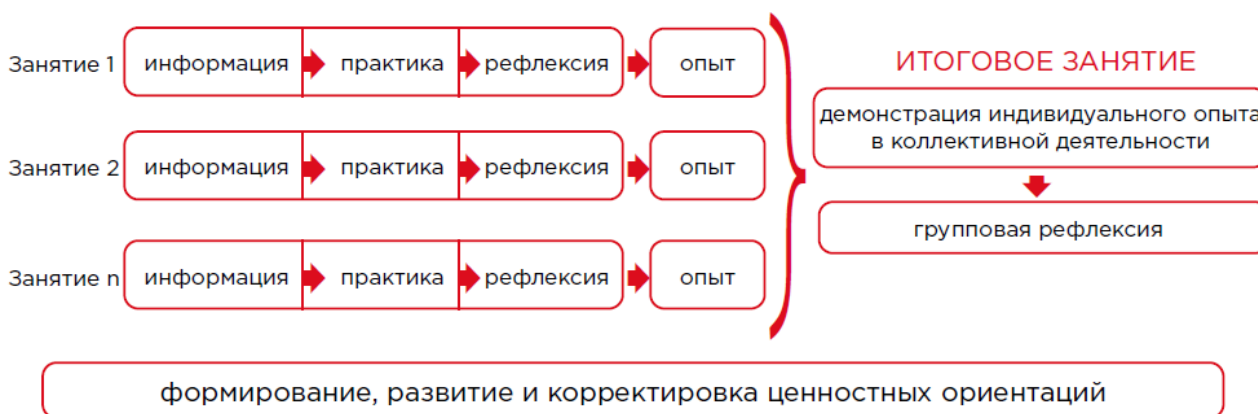 Занятие 1 информация практика рефлексия опыт
Занятие 2 информация практика рефлексия опыт
Занятие n информация практика рефлексия опыт
ИТОГОВОЕ ЗАНЯТИЕ
демонстрация индивидуального опыта
в коллективной деятельности
групповая рефлексия
формирование, развитие и корректировка ценностных ориентаций